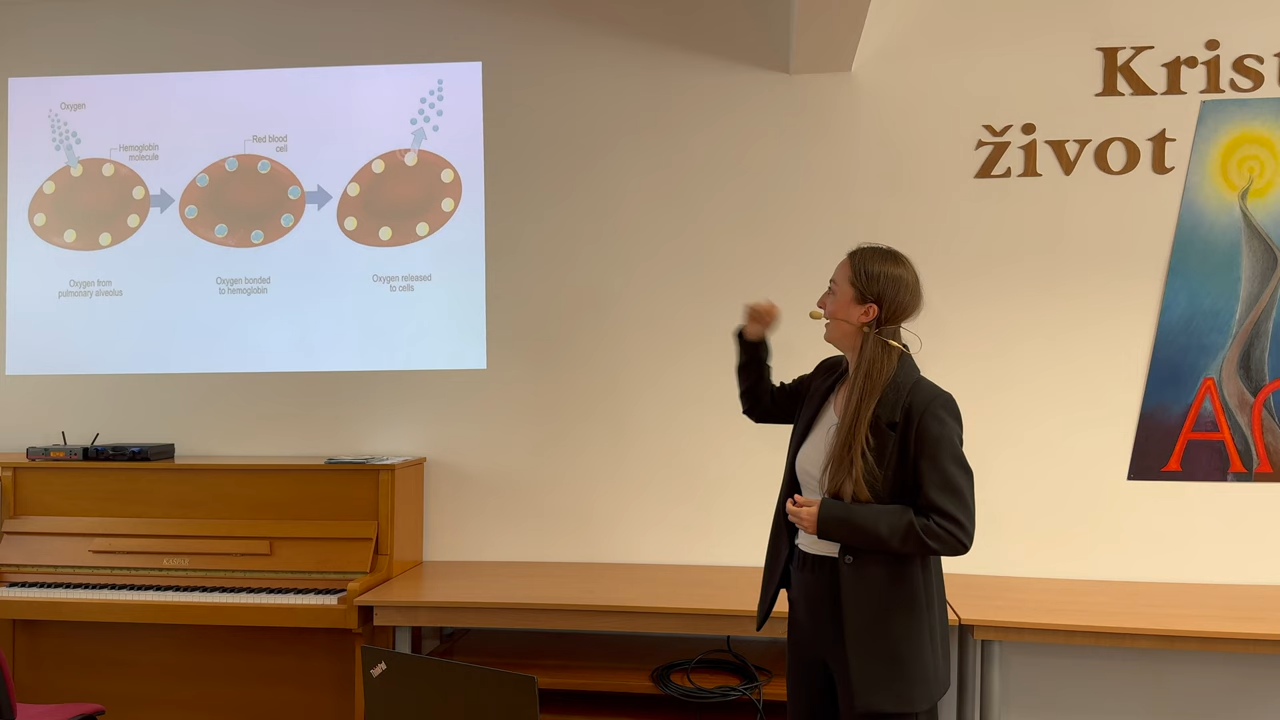 Oxygen
Hemoglobin
molecule
Red blood
cell
Oxygen from
pulmonary alveolus
Oxygen bonded
to hemoglobin
Oxygen released
to cells
Krist
život
ΑΩ
ThinkPad